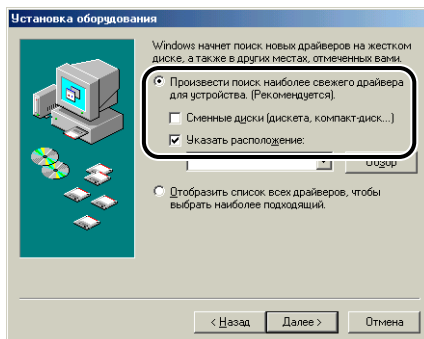 Установка оборудования
Windows начнет поиск новых драйверов на жестком
диске, а также в других местах, отмеченных вами.
Произвести поиск наиболее свежего драйвера
для устройства. (Рекомендуется).
Сменные диски (дискета, компакт-диск...)
Указать расположение:
Обзор
Отобразить список всех драйверов, чтобы
выбрать наиболее подходящий.
< Назад
Далее >
Отмена